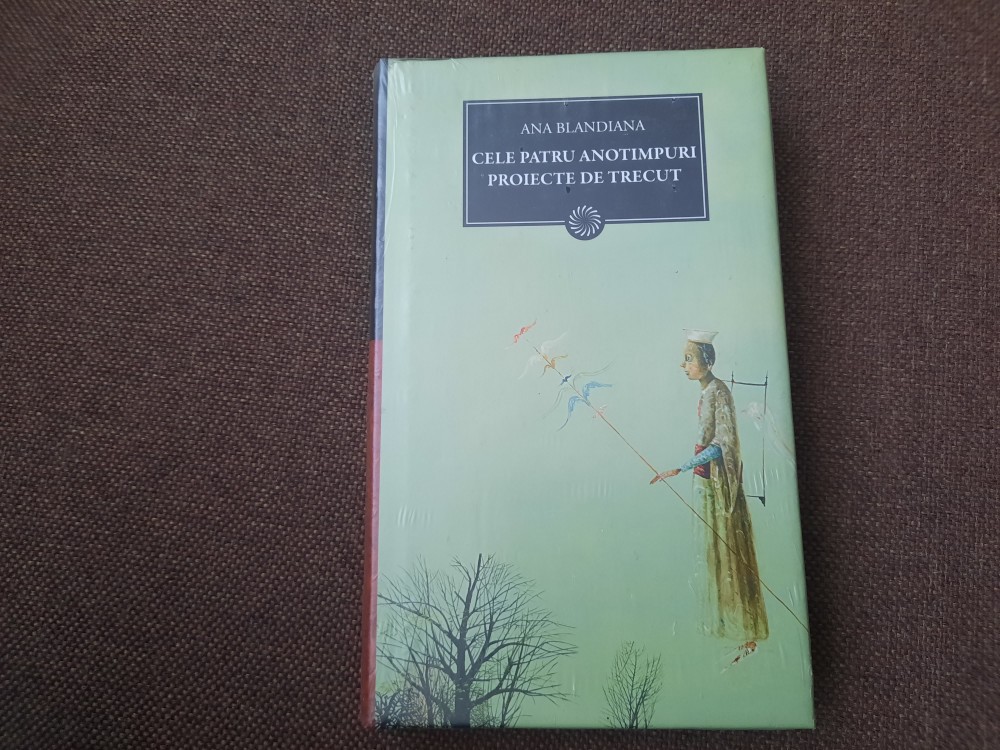 ANA BLANDIANA
CELE PATRU ANOTIMPURI
PROIECTE DE TRECUT